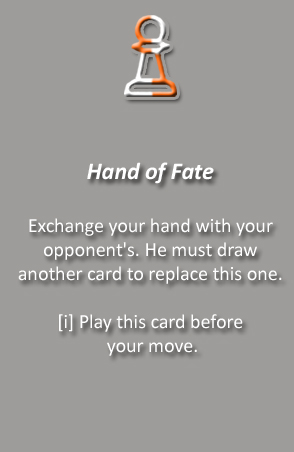 Hand of Fate
Exchange your hand with your
opponent's. He must draw
another card to replace this one.
[i] Play this card before
your move.